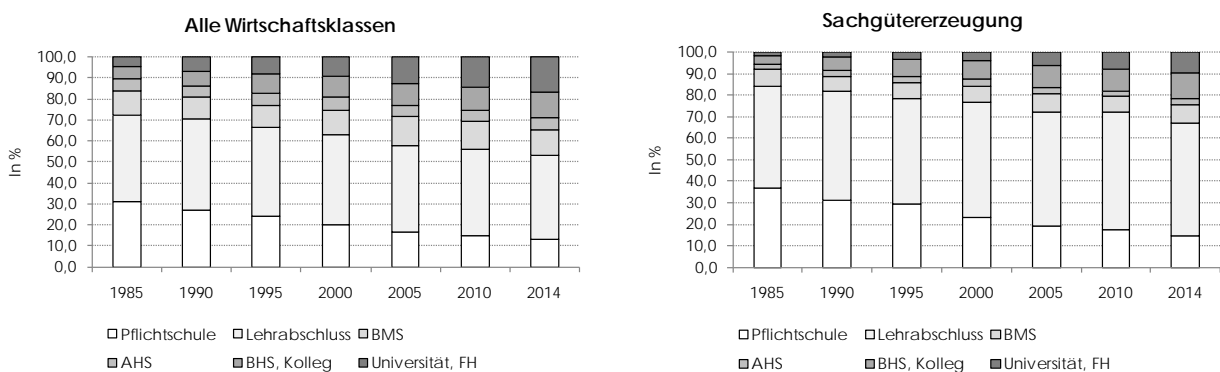 Alle Wirtschaftsklassen
In %
100,0
90,0
80,0
70,0
60,0
50,0
40,0
30,0
20,0
10,0
0,0
1985 1990 1995 2000 2005 2010 2014
Pflichtschule Lehrabschluss BMS
AHS BHS, Kolleg Universität, FH
Sachgütererzeugung
In %
100,0
90,0
80,0
70,0
60,0
50,0
40,0
30,0
20,0
10,0
0,0
1985 1990 1995 2000 2005 2010 2014
Pflichtschule Lehrabschluss BMS
AHS BHS, Kolleg Universität, FH